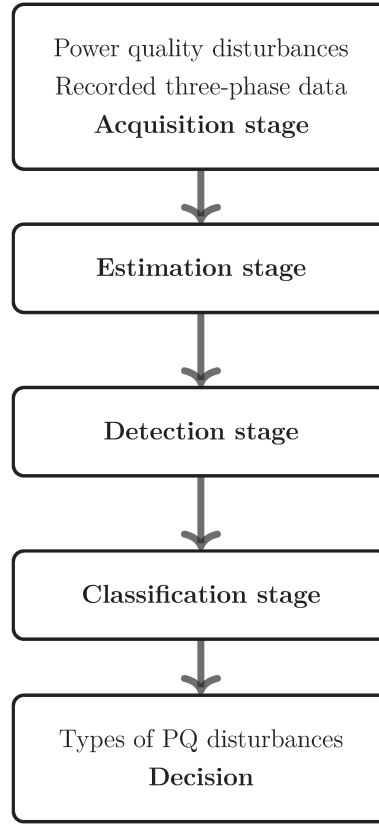 Power quality disturbances
Recorded three-phase data
Acquisition stage
Estimation stage
Detection stage
Classification stage
Types of PQ disturbances
Decision